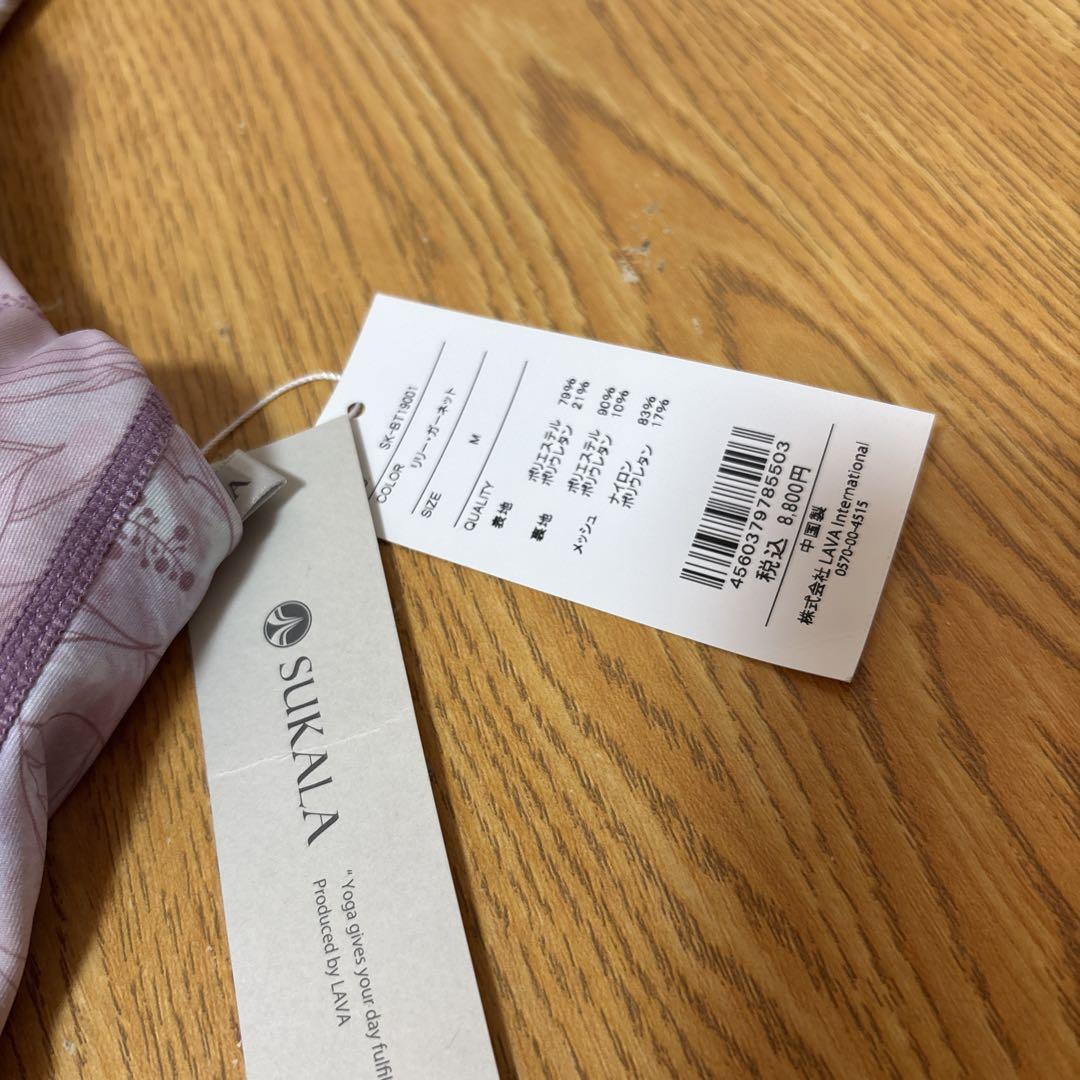 SK-BT19001
COLOR
リリー・ガーネット
SIZE
M
QUALITY
表地 ポリエステル 79%
ポリウレタン 21%
裏地 ポリエステル 90%
ポリウレタン 10%
メッシュ ナイロン 83%
ポリウレタン 17%
4560379785503
税込 8,800円
中国製
株式会社 LAVA International
0570-00-4515
SUKALA
"Yoga gives your day
Produced by LAVA